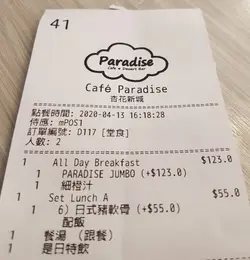 41
Paradise
Cafe • Dessert Bar
Café Paradise
杏花新城
點餐時間: 2020-04-13 16:18:28
侍應: mPOS1
訂單編號: D117 [堂食]
人數: 2
1 All Day Breakfast $123.0
1 PARADISE JUMBO (+$123.0)
1 細橙汁
1 Set Lunch A $55.0
1 6) 日式豬軟骨 (+$55.0)
配飯
1 餐湯 (跟餐)
1 是日特飲